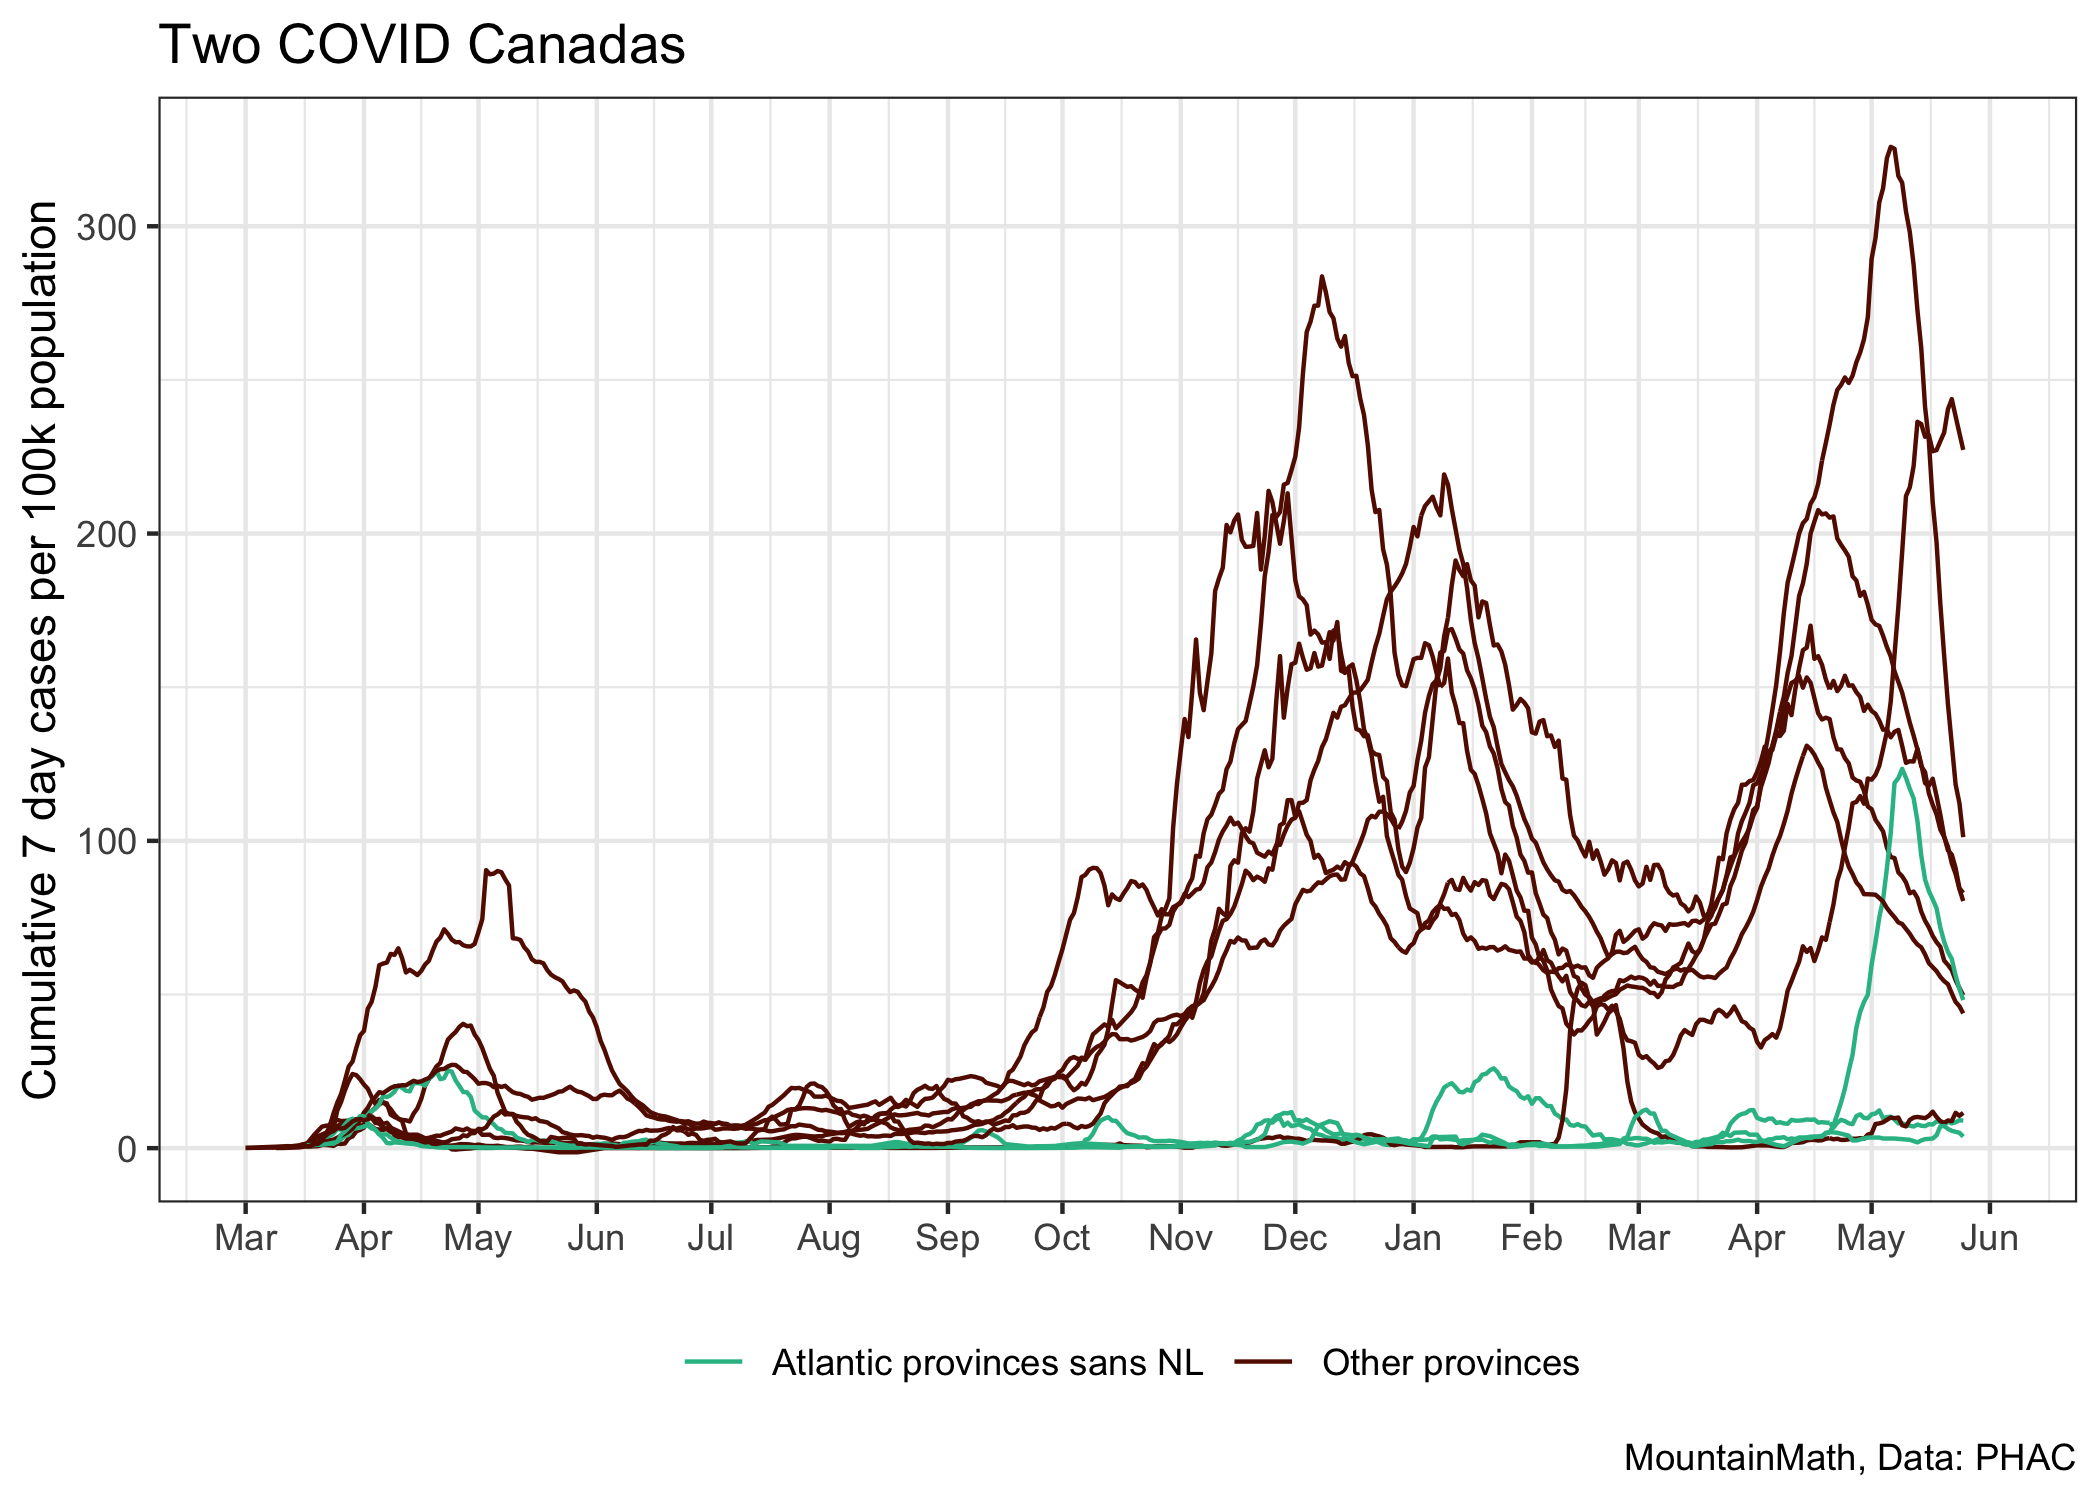 Two COVID Canadas
Cumulative 7 day cases per 100k population
300
200
100
0
Mar Apr May Jun Jul Aug Sep Oct Nov Dec Jan Feb Mar Apr May Jun
Atlantic provinces sans NL Other provinces
MountainMath, Data: PHAC